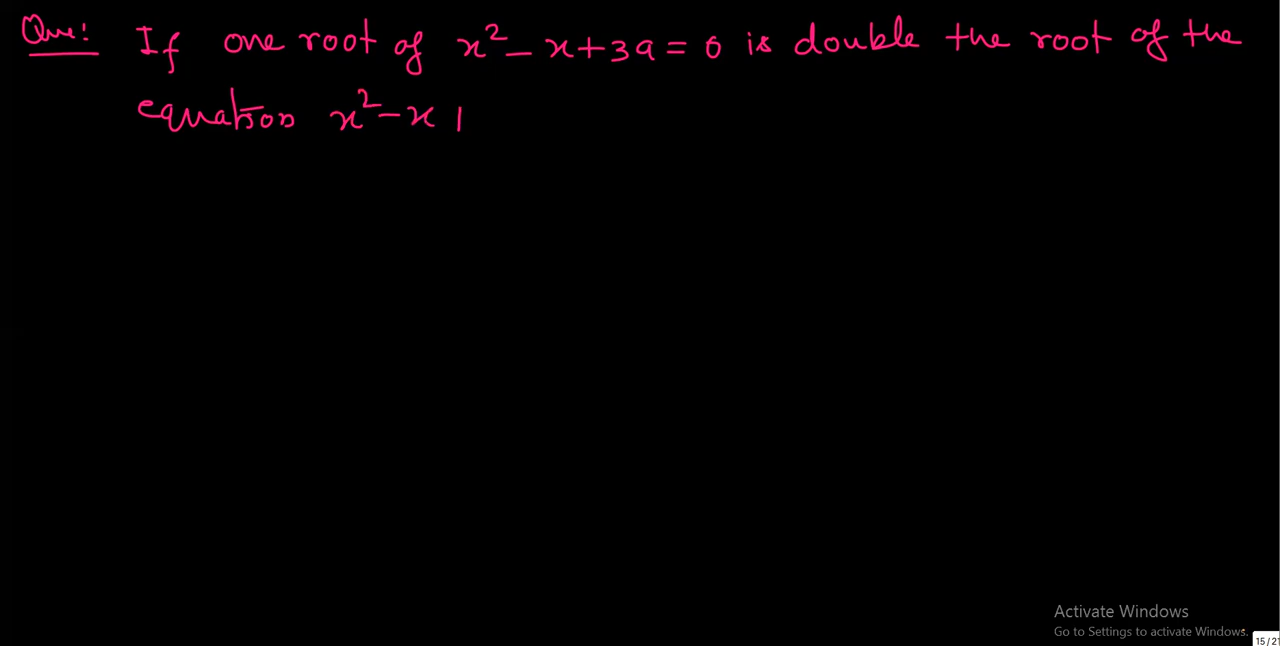 Que: If one root of x² - x + 3a = 0 is double the root of the
equation x² - x |
Activate Windows
Go to Settings to activate Windows.
15 / 21